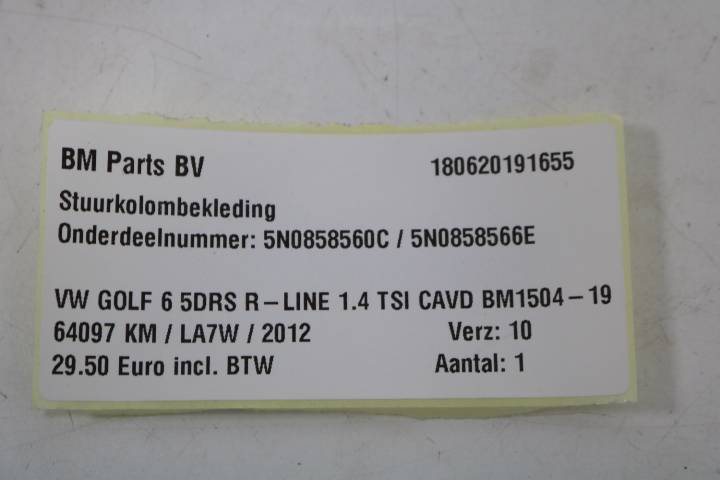 BM Parts BV 180620191655
Stuurkolombekleding
Onderdeelnummer: 5N0858560C / 5N0858566E
VW GOLF 6 5DRS R-LINE 1.4 TSI CAVD BM1504-19
64097 KM / LA7W / 2012 Verz: 10
29.50 Euro incl. BTW Aantal: 1